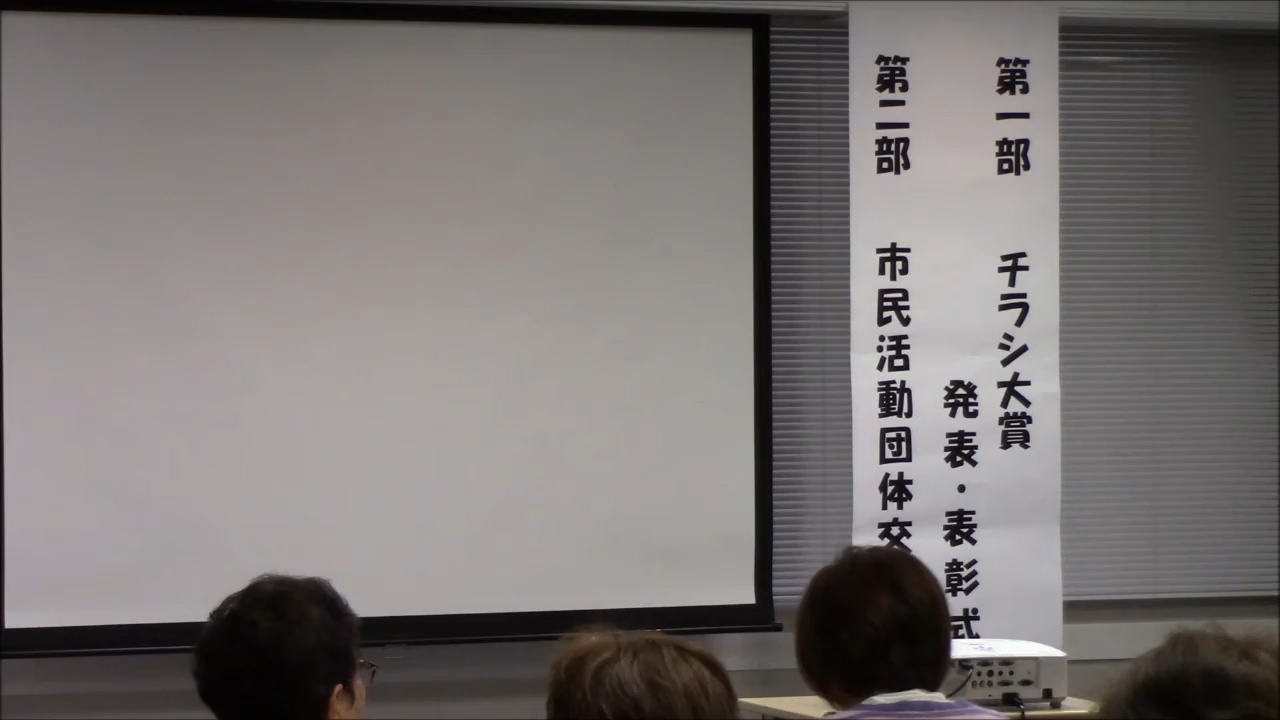 第一部 チラシ大賞
発表・表彰式
第二部 市民活動団体交